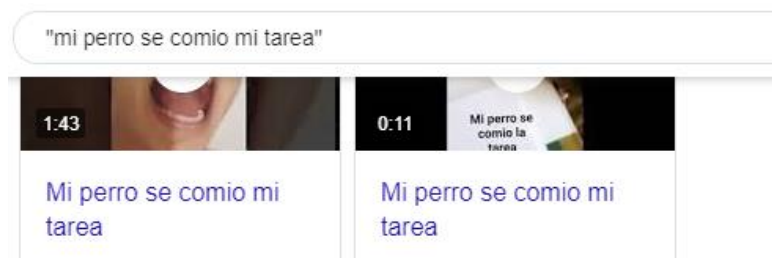 "mi perro se comio mi tarea"
1:43
0:11
Mi perro se
comio la
tarea
Mi perro se comio mi
tarea
Mi perro se comio mi
tarea